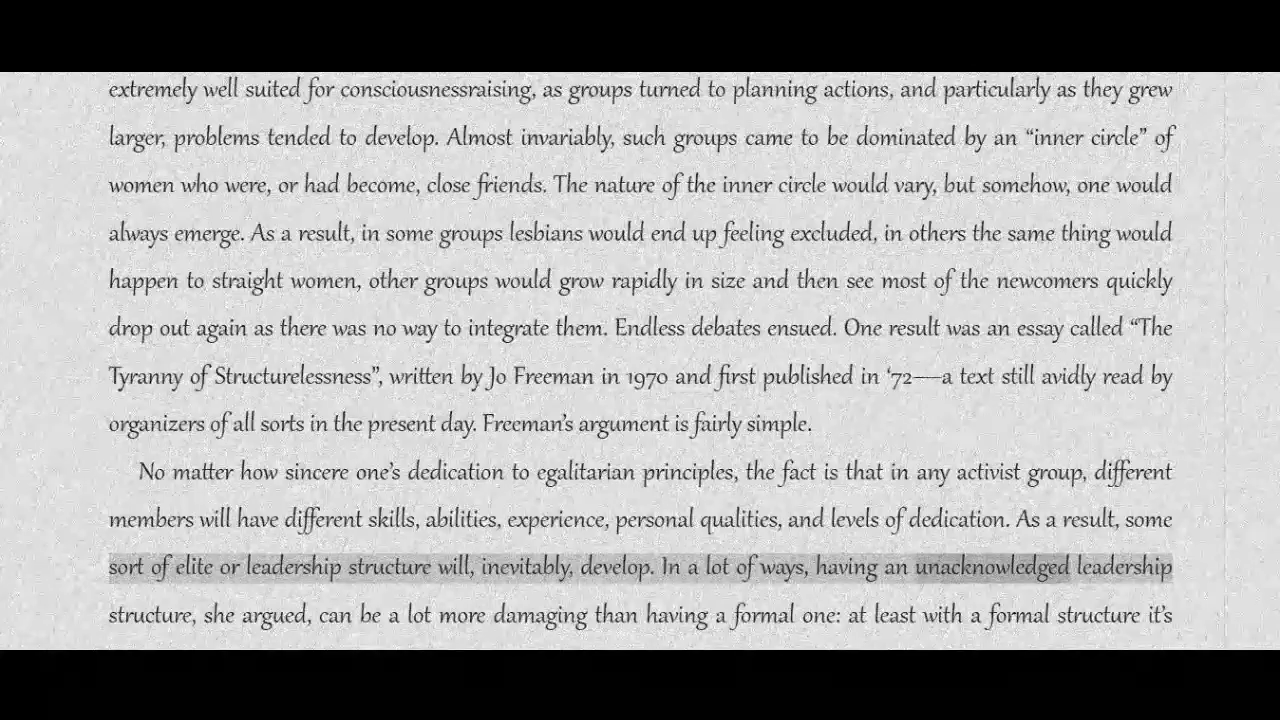 extremely well suited for consciousnessraising, as groups turned to planning actions, and particularly as they grew
larger, problems tended to develop. Almost invariably, such groups came to be dominated by an “inner circle” of
women who were, or had become, close friends. The nature of the inner circle would vary, but somehow, one would
always emerge. As a result, in some groups lesbians would end up feeling excluded, in others the same thing would
happen to straight women, other groups would grow rapidly in size and then see most of the newcomers quickly
drop out again as there was no way to integrate them. Endless debates ensued. One result was an essay called “The
Tyranny of Structurelessness”, written by Jo Freeman in 1970 and first published in ‘72—a text still avidly read by
organizers of all sorts in the present day. Freeman’s argument is fairly simple.
No matter how sincere one’s dedication to egalitarian principles, the fact is that in any activist group, different
members will have different skills, abilities, experience, personal qualities, and levels of dedication. As a result, some
sort of elite or leadership structure will, inevitably, develop. In a lot of ways, having an unacknowledged leadership
structure, she argued, can be a lot more damaging than having a formal one: at least with a formal structure it’s